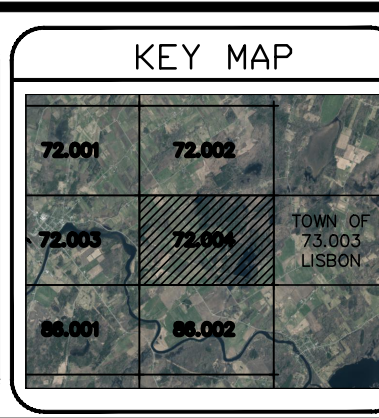 KEY MAP
72.001 72.002
72.003 72.004
TOWN OF
73.003
LISBON
86.001 86.002